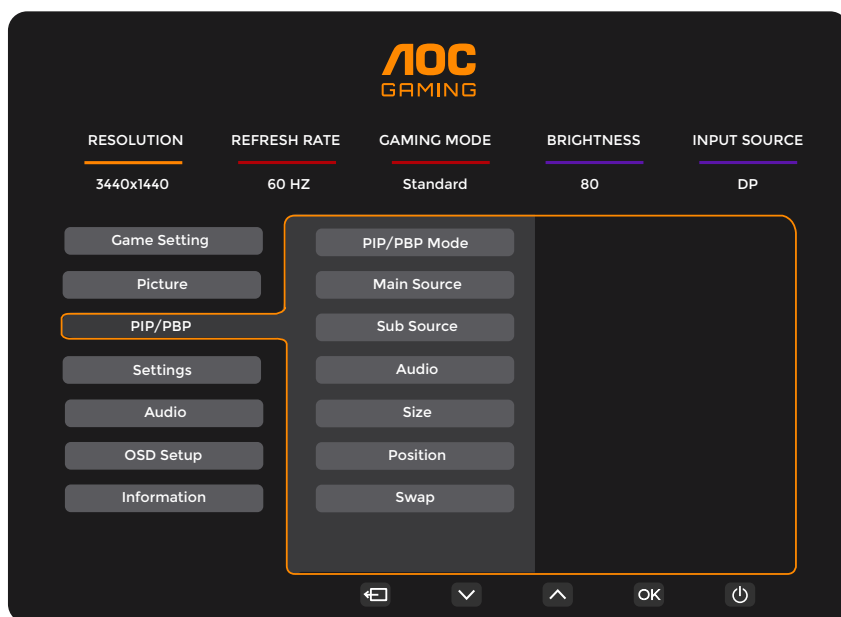 AOC
GAMING
RESOLUTION REFRESH RATE GAMING MODE BRIGHTNESS INPUT SOURCE
3440x1440 60 HZ Standard 80 DP
Game Setting PIP/PBP Mode
Picture Main Source
PIP/PBP Sub Source
Settings Audio
Audio Size
OSD Setup Position
Information Swap
OK